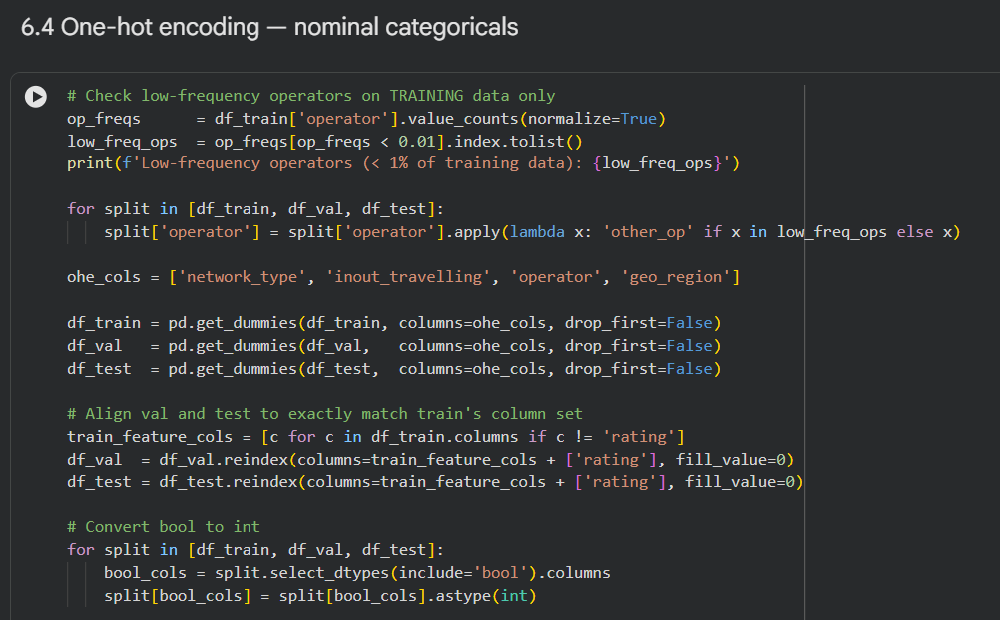 6.4 One-hot encoding — nominal categoricals
# Check low-frequency operators on TRAINING data only
op_freqs      = df_train['operator'].value_counts(normalize=True)
low_freq_ops  = op_freqs[op_freqs < 0.01].index.tolist()
print(f'Low-frequency operators (< 1% of training data): {low_freq_ops}')
for split in [df_train, df_val, df_test]:
    split['operator'] = split['operator'].apply(lambda x: 'other_op' if x in low_freq_ops else x)
ohe_cols = ['network_type', 'inout_travelling', 'operator', 'geo_region']
df_train = pd.get_dummies(df_train, columns=ohe_cols, drop_first=False)
df_val   = pd.get_dummies(df_val,   columns=ohe_cols, drop_first=False)
df_test  = pd.get_dummies(df_test,  columns=ohe_cols, drop_first=False)
# Align val and test to exactly match train's column set
train_feature_cols = [c for c in df_train.columns if c != 'rating']
df_val  = df_val.reindex(columns=train_feature_cols + ['rating'], fill_value=0)
df_test = df_test.reindex(columns=train_feature_cols + ['rating'], fill_value=0)
# Convert bool to int
for split in [df_train, df_val, df_test]:
    bool_cols = split.select_dtypes(include='bool').columns
    split[bool_cols] = split[bool_cols].astype(int)